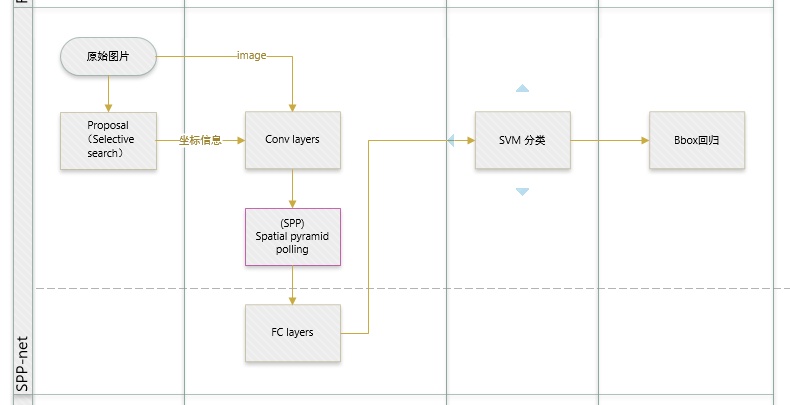 原始图片
image
Proposal
（Selective
search）
坐标信息
Conv layers
SVM 分类
Bbox回归
(SPP)
Spatial pyramid
polling
FC layers
SPP-net